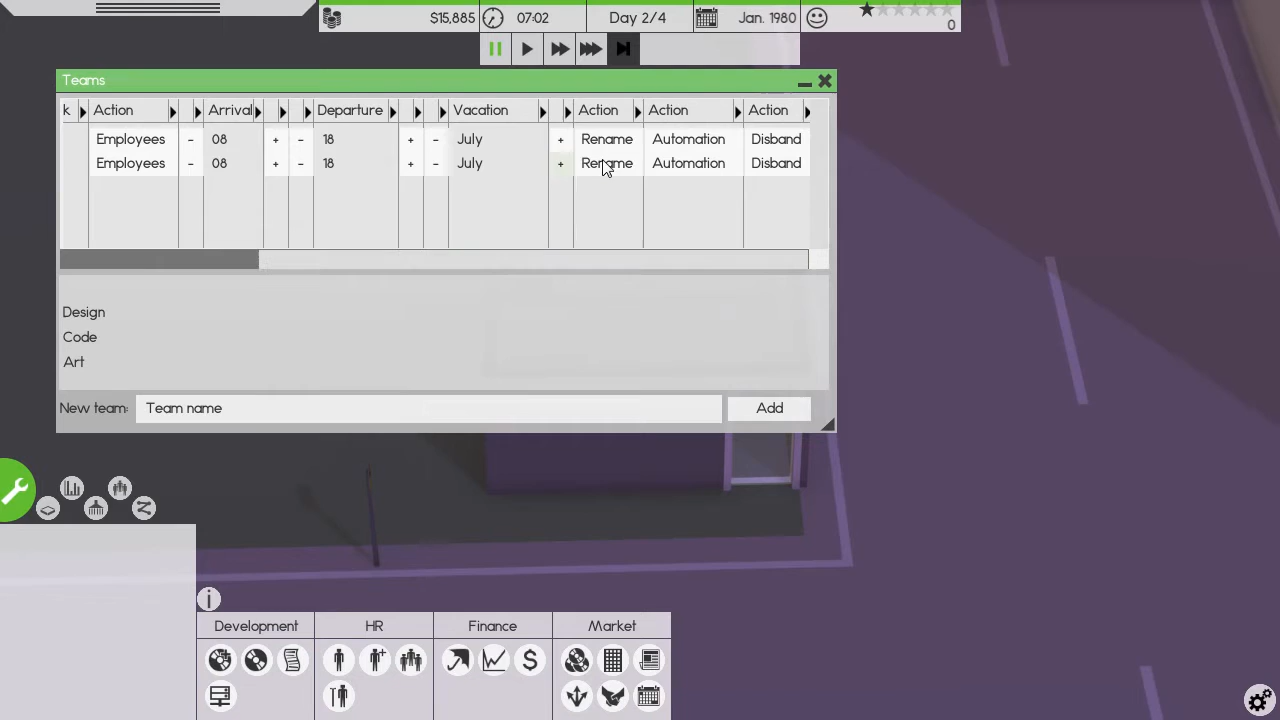 $15,885 07:02 Day 2/4 Jan. 1980 0
Teams
k Action Arrival Departure Vacation Action Action Action
Employees - 08 + - 18 + - July + Rename Automation Disband
Employees - 08 + - 18 + - July + Rename Automation Disband
Design
Code
Art
New team: Team name Add
Development HR Finance Market